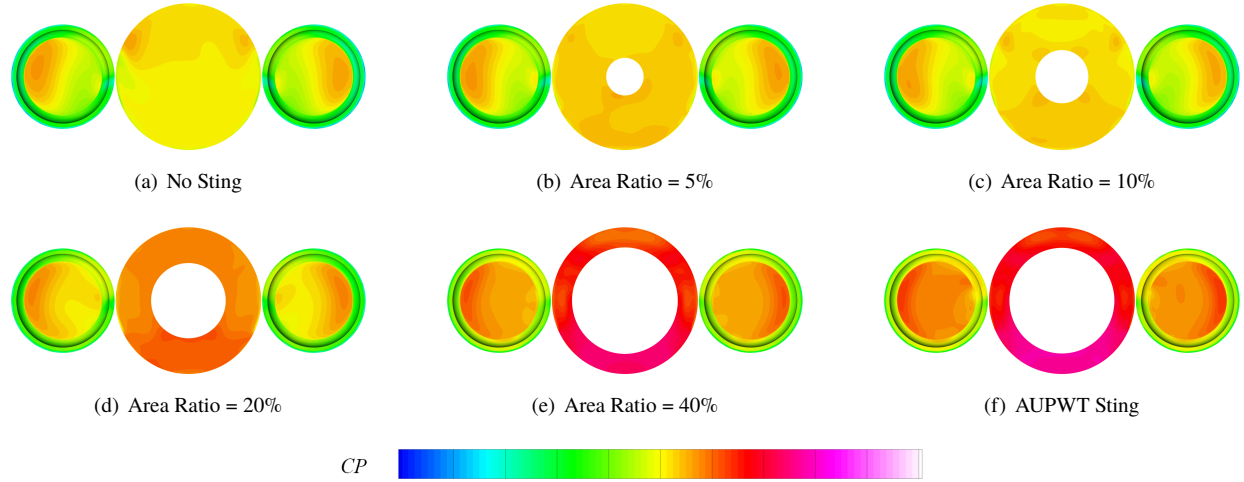 (a) No Sting
(b) Area Ratio = 5%
(c) Area Ratio = 10%
(d) Area Ratio = 20%
(e) Area Ratio = 40%
(f) AUPWT Sting
CP